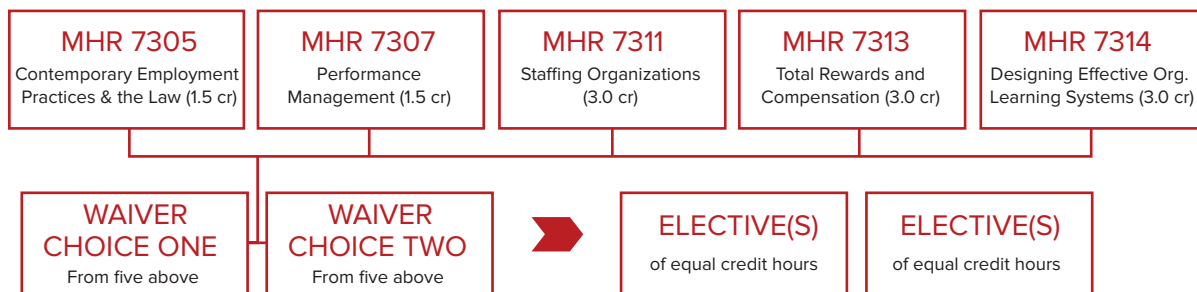 MHR 7305
Contemporary Employment
Practices & the Law (1.5 cr)
MHR 7307
Performance
Management (1.5 cr)
MHR 7311
Staffing Organizations
(3.0 cr)
MHR 7313
Total Rewards and
Compensation (3.0 cr)
MHR 7314
Designing Effective Org.
Learning Systems (3.0 cr)
WAIVER
CHOICE ONE
From five above
WAIVER
CHOICE TWO
From five above
ELECTIVE(S)
of equal credit hours
ELECTIVE(S)
of equal credit hours